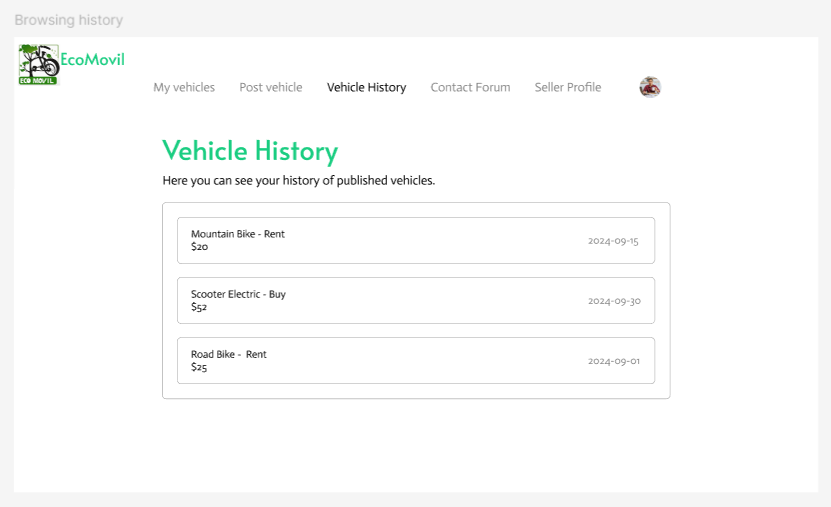 Browsing history
EcoMovil
ECO MOVIL
My vehicles Post vehicle Vehicle History Contact Forum Seller Profile
Vehicle History
Here you can see your history of published vehicles.
Mountain Bike - Rent
$20
2024-09-15
Scooter Electric - Buy
$52
2024-09-30
Road Bike - Rent
$25
2024-09-01